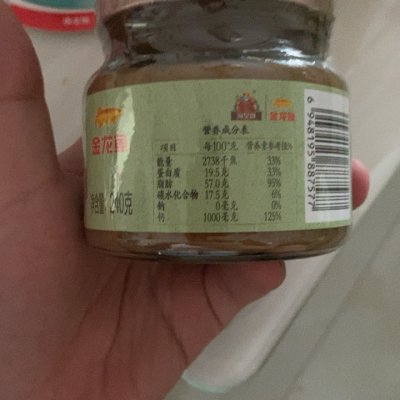 金龙鱼
净含量: 240克
金龙鱼
营养成分表
项目 每100克 营养素参考值%
能量 2738千焦 33%
蛋白质 19.5克 33%
脂肪 57.0克 95%
碳水化合物 17.5克 6%
钠 0毫克 0%
钙 1000毫克 125%
6 948195 887577